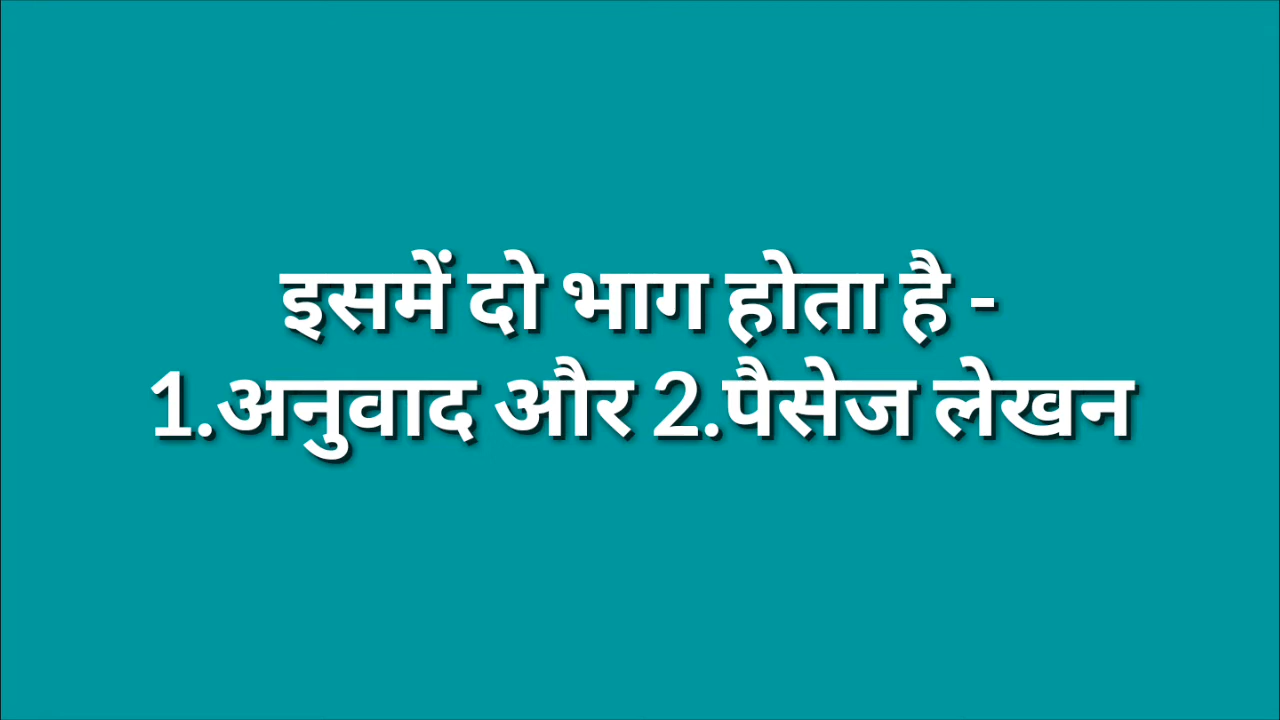 इसमें दो भाग होता है -
1.अनुवाद और 2.पैसेज लेखन